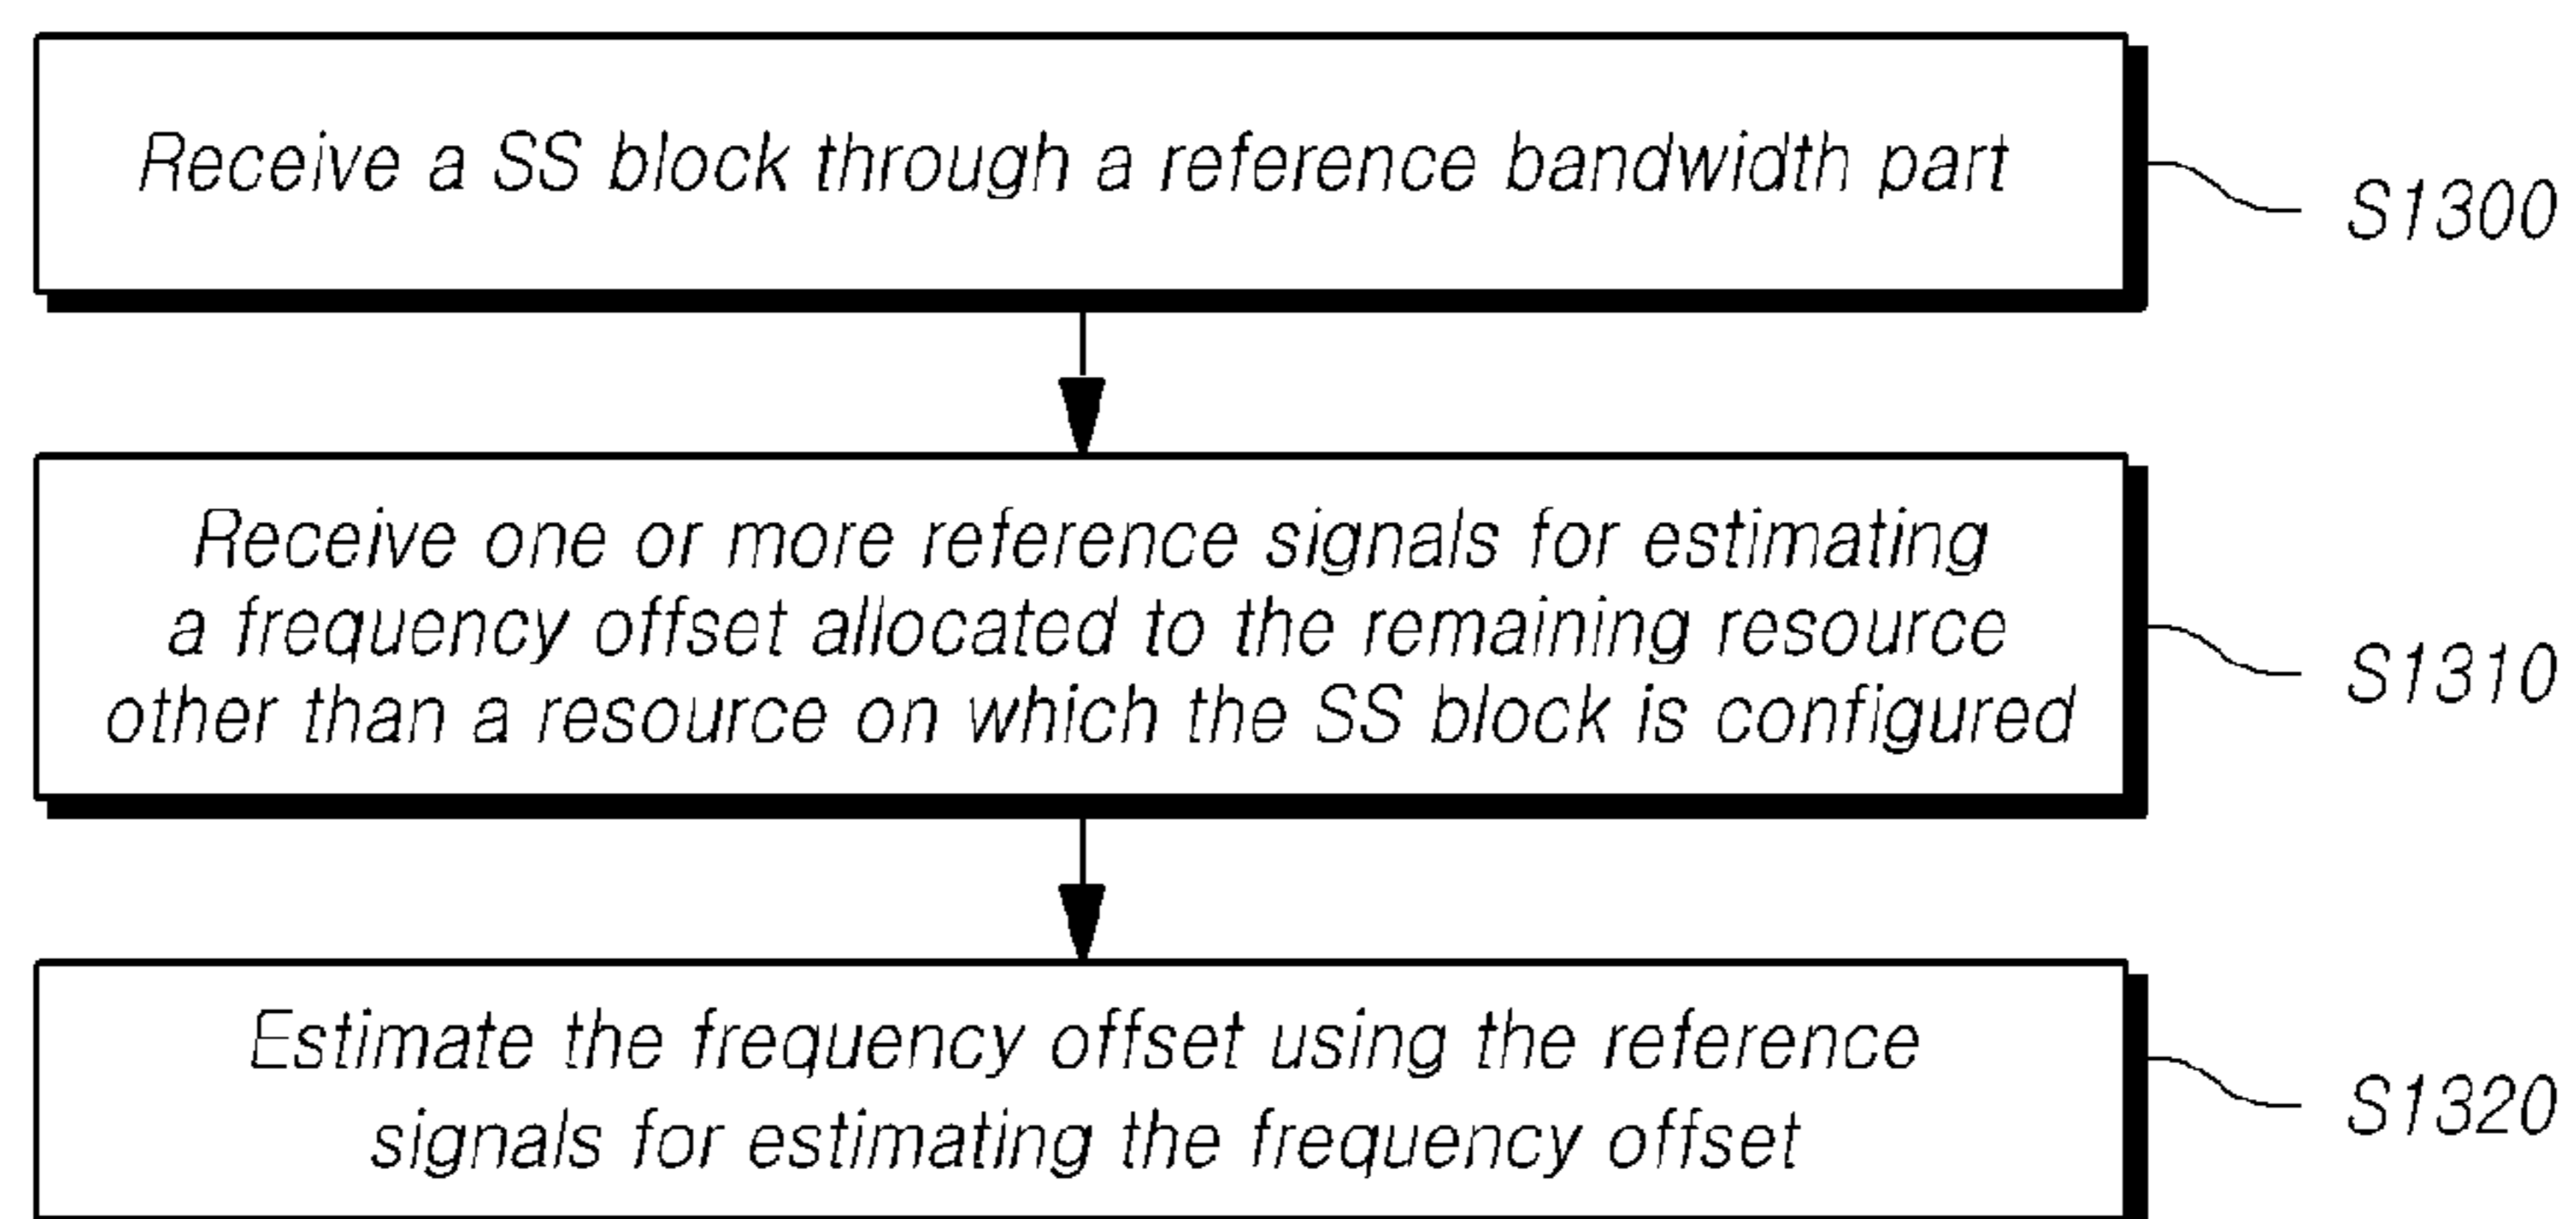 Receive a SS block through a reference bandwidth part
S1300
Receive one or more reference signals for estimating
a frequency offset allocated to the remaining resource
other than a resource on which the SS block is configured
S1310
Estimate the frequency offset using the reference
signals for estimating the frequency offset
S1320